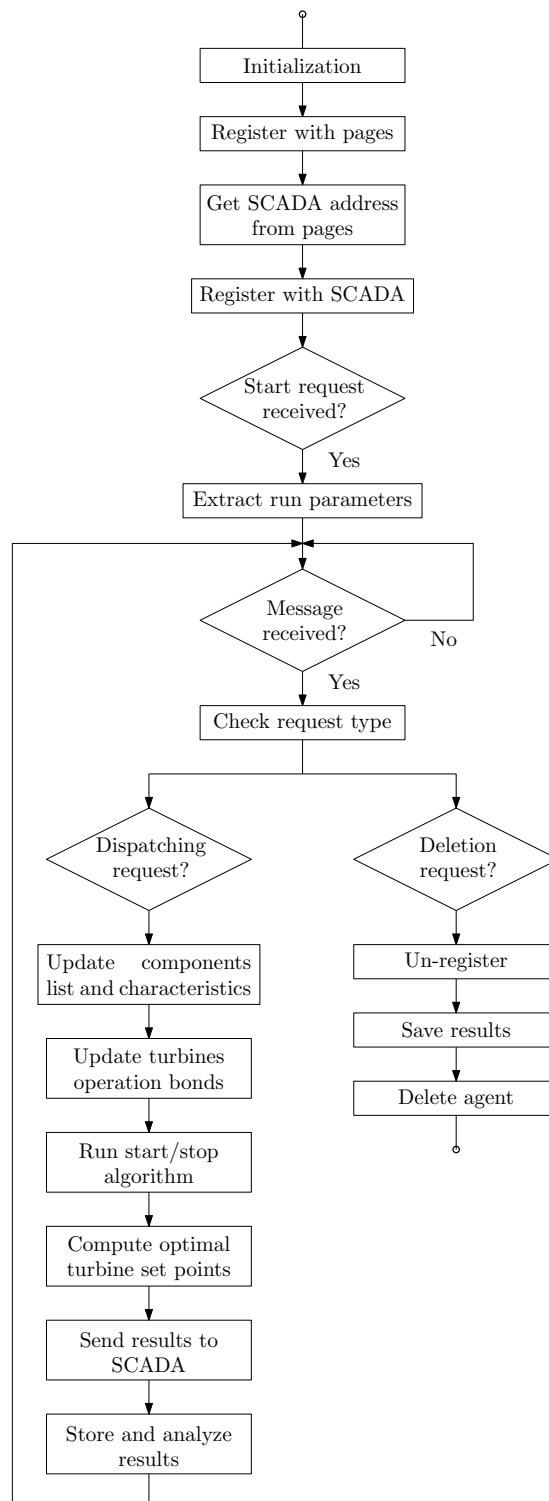 Initialization
Register with pages
Get SCADA address
from pages
Register with SCADA
Start request
received?
Yes
Extract run parameters
Message
received?
No
Yes
Check request type
Dispatching
request?
Update components
list and characteristics
Update turbines
operation bonds
Run start/stop
algorithm
Compute optimal
turbine set points
Send results to
SCADA
Store and analyze
results
Deletion
request?
Un-register
Save results
Delete agent